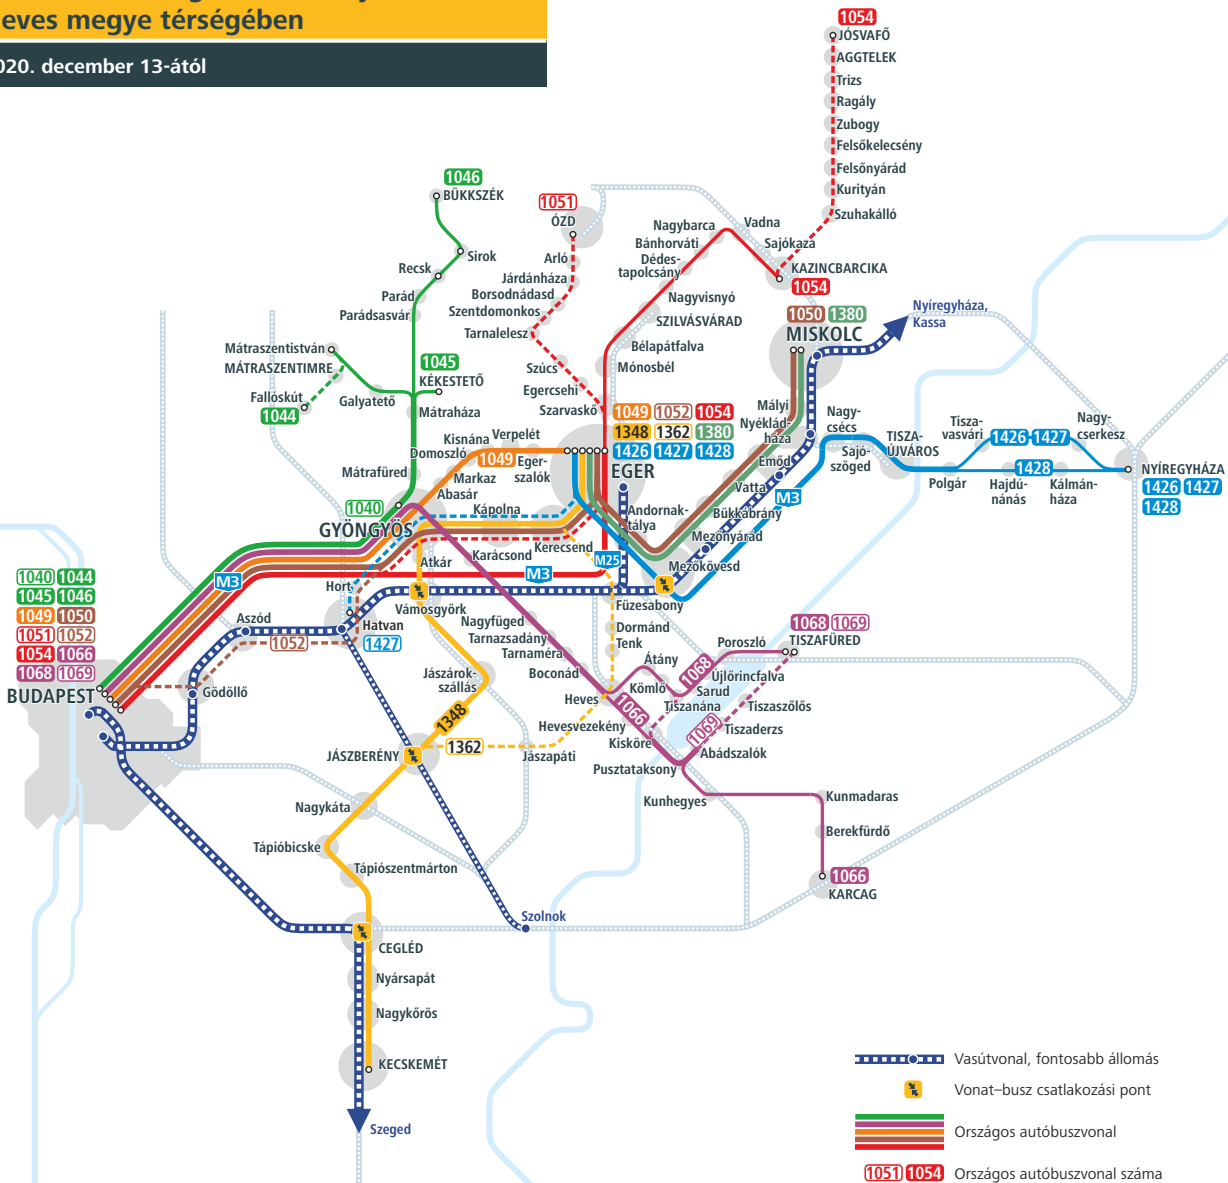 eves megye térségében
020. december 13-ától
1054
JÓSVAFŐ
AGGTELEK
Trizs
Ragály
Zubogy
Felsőkelecsény
Felsőnyárád
Kurityán
Szuhakálló
1046
BÜKKSZÉK
Sirok
Recsk
Parád
Parádsasvár
1051
ÓZD
Arló
Járdánháza
Borsodnádasd
Szentdomonkos
Tarnalelesz
Szúcs
Egercsehi
Szarvaskő
Nagybarca
Vadna
Bánhorváti
Sajókaza
Dédes-
tapolcsány
KAZINCBARCIKA
1054
Nagyvisnyó
SZILVÁSVÁRAD
Bélapátfalva
Mónosbél
1050 1380
MISKOLC
Nyíregyháza,
Kassa
Mátraszentistván
MÁTRASZENTIMRE
Fallóskút
1044
Galyatető
1045
KÉKESTETŐ
Mátraháza
Mátrafüred
1040
GYÖNGYÖS
Kisnána
Verpelét
Domoszló
1049
Eger-
szalók
Markaz
Abasár
Kápolna
1049 1052 1054
1348 1362 1380
1426 1427 1428
EGER
Mályi
Nyéklád-
háza
Emőd
Vatta
Bükkábrány
Mezőnyárád
Mezőkövesd
Andornak-
tálya
M3
Nagy-
csécs
Sajó-
szöged
TISZA-
ÚJVÁROS
Tisza-
vasvári
1426 1427
Nagy-
cserkesz
1428
Polgár
Hajdú-
nánás
Kálmán-
háza
NYÍREGYHÁZA
1426 1427
1428
Kerecsend
Karácsond
Atkár
M25
M3
M3
Hort
Hatvan
1427
Vámosgyörk
Füzesabony
1040 1044
1045 1046
1049 1050
1051 1052
1054 1066
1068 1069
BUDAPEST
Aszód
1052
Gödöllő
Nagyfüged
Tarnazsadány
Tarnaméra
Boconád
Dormánd
Tenk
Átány
Heves
Kömlő
1068
Poroszló
1068 1069
TISZAFÜRED
Újlőrincfalva
Sarud
Tiszanána
Tiszaszőlős
Tiszaderzs
1069
Abádszalók
1066
Hevesvezekény
Kisköre
Pusztataksony
Kunhegyes
Kunmadaras
Berekfürdő
1066
KARCAG
Jászárok-
szállás
1348
1362
JÁSZBERÉNY
Jászapáti
Nagykáta
Tápióbicske
Tápiószentmárton
Szolnok
CEGLÉD
Nyársapát
Nagykőrös
KECSKEMÉT
Szeged
Vasútvonal, fontosabb állomás
Vonat–busz csatlakozási pont
Országos autóbuszvonal
1051 1054 Országos autóbuszvonal száma